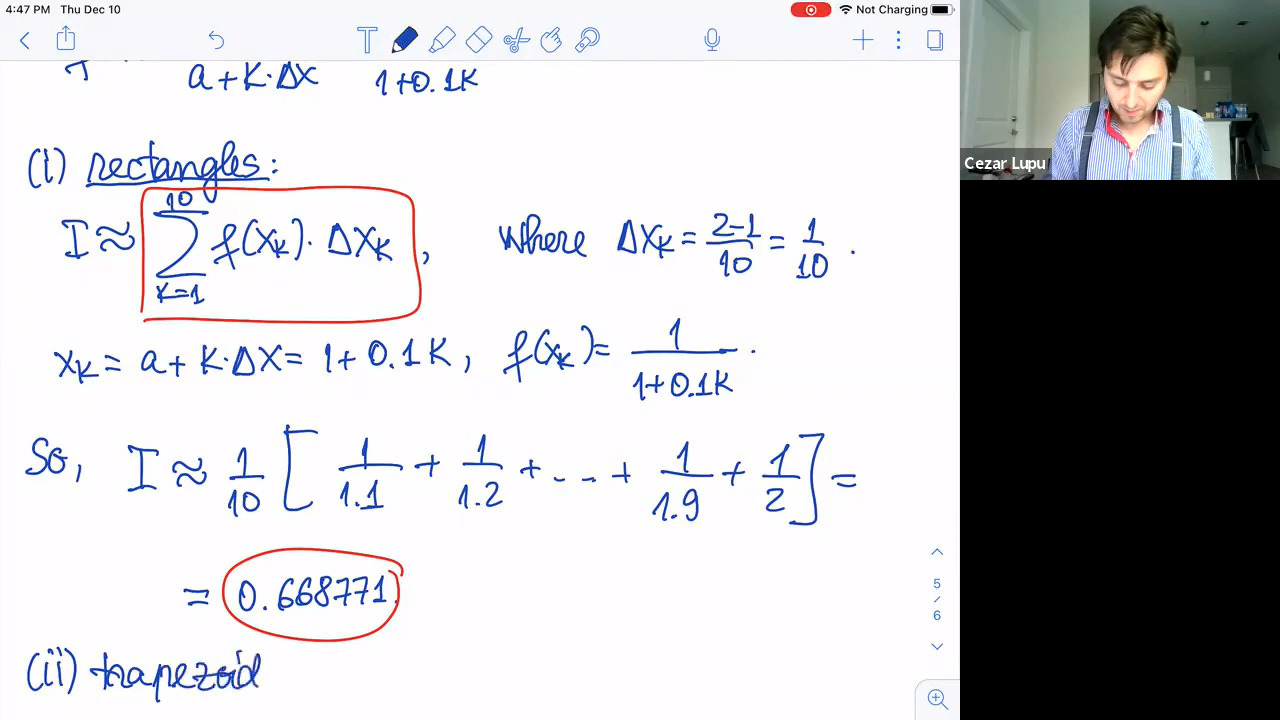 4:47 PM Thu Dec 10
Not Charging
a+K·Δx 1+0.1K
(i) rectangles:
I ≈ 10 Σ K=1 f(x_K)·Δx_K, where Δx_K = 2-1/10 = 1/10.
x_K = a+K·Δx = 1+0.1K, f(x_K) = 1/1+0.1K.
So, I ≈ 1/10 [1/1.1 + 1/1.2 + ... + 1/1.9 + 1/2] =
= 0.668771.
(ii) trapezoid
Cezar Lupu
5
/
6